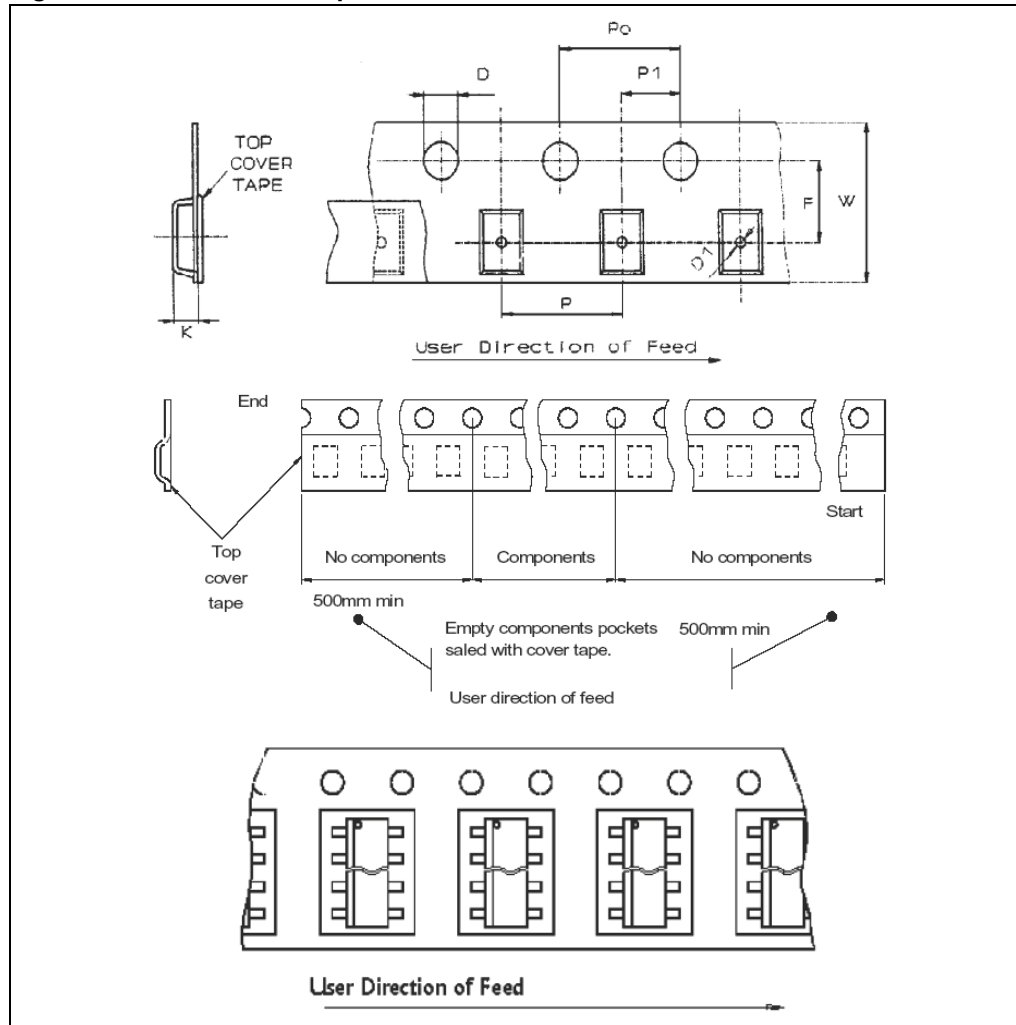 Po
D
P1
TOP
COVER
TAPE
F
W
D1
K
P
User Direction of Feed
End
Start
Top
cover
tape
No components
Components
No components
500mm min
Empty components pockets
saled with cover tape.
500mm min
User direction of feed
User Direction of Feed